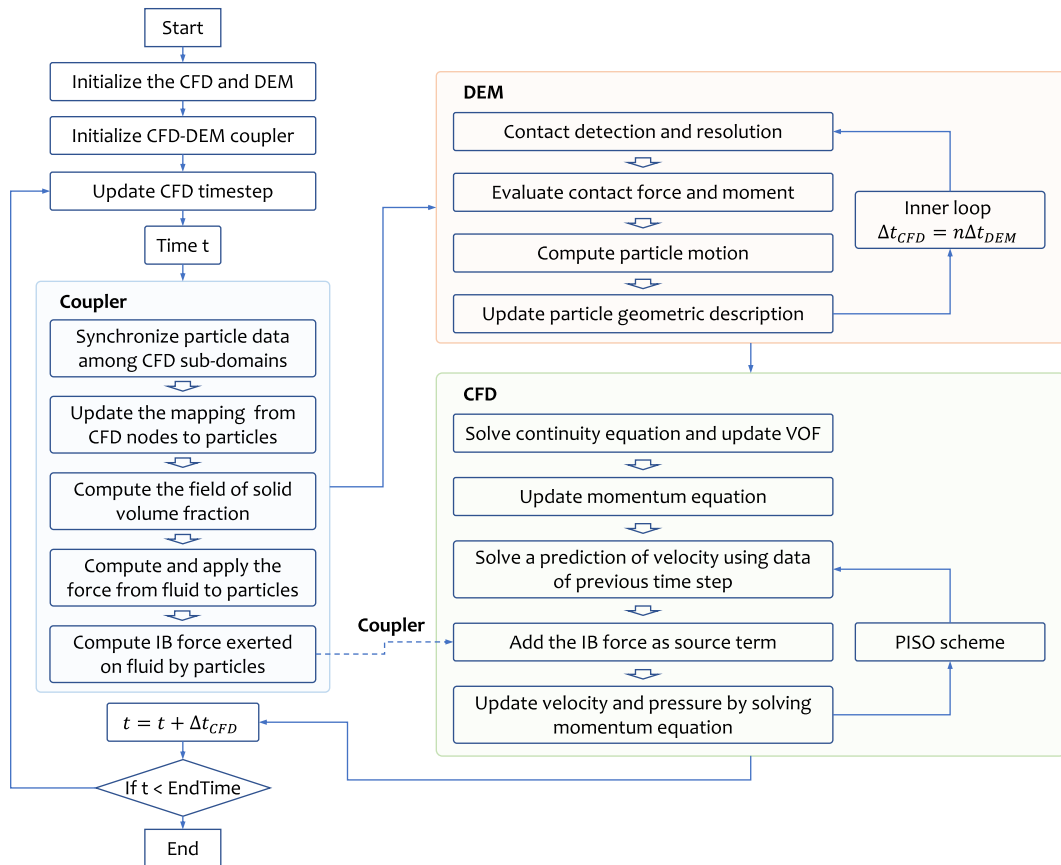 Start
Initialize the CFD and DEM
Initialize CFD-DEM coupler
Update CFD timestep
Time t
Coupler
Synchronize particle data
among CFD sub-domains
Update the mapping from
CFD nodes to particles
Compute the field of solid
volume fraction
Compute and apply the
force from fluid to particles
Compute IB force exerted
on fluid by particles
t = t + Δt_{CFD}
If t < EndTime
End
DEM
Contact detection and resolution
Evaluate contact force and moment
Compute particle motion
Update particle geometric description
Inner loop
Δt_{CFD} = nΔt_{DEM}
CFD
Solve continuity equation and update VOF
Update momentum equation
Solve a prediction of velocity using data
of previous time step
Coupler
Add the IB force as source term
Update velocity and pressure by solving
momentum equation
PISO scheme